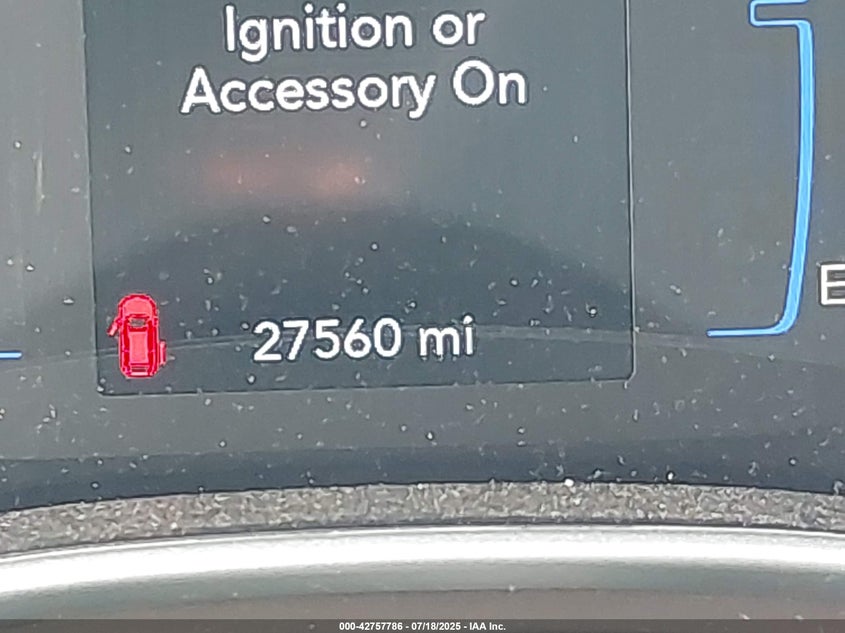 Ignition or
Accessory On
E
27560 mi
000-42757786 - 07/18/2025 - IAA Inc.